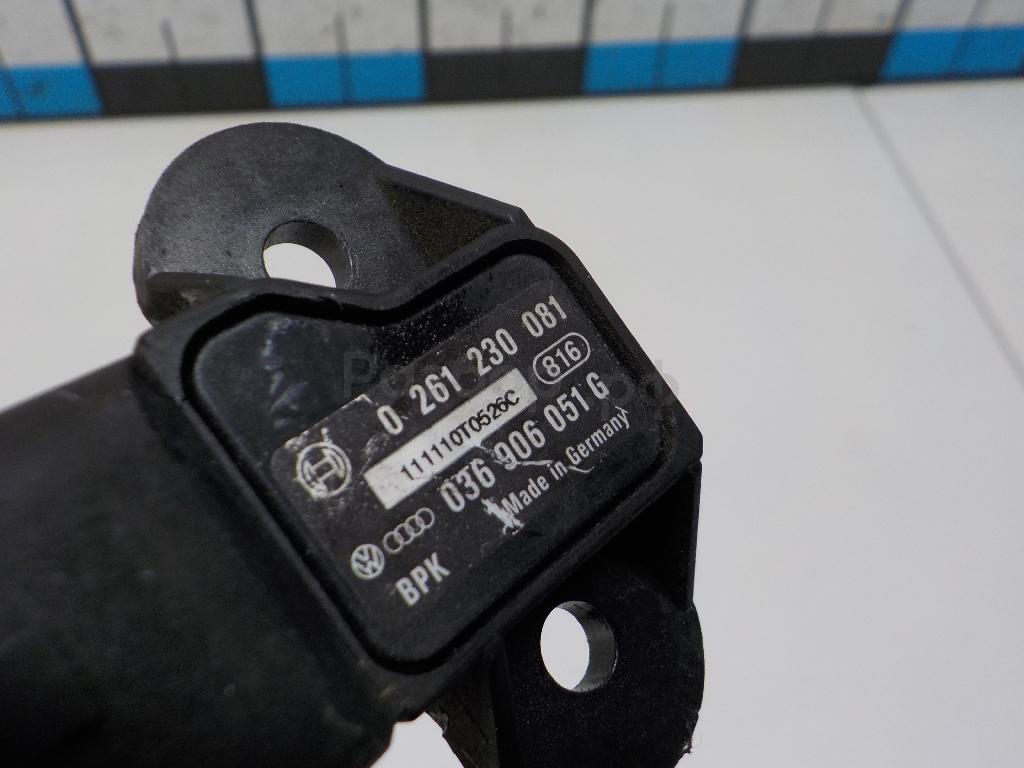 0 261 230 081
816
111110T0526C
036 906 051 G
Made in Germany
BPK